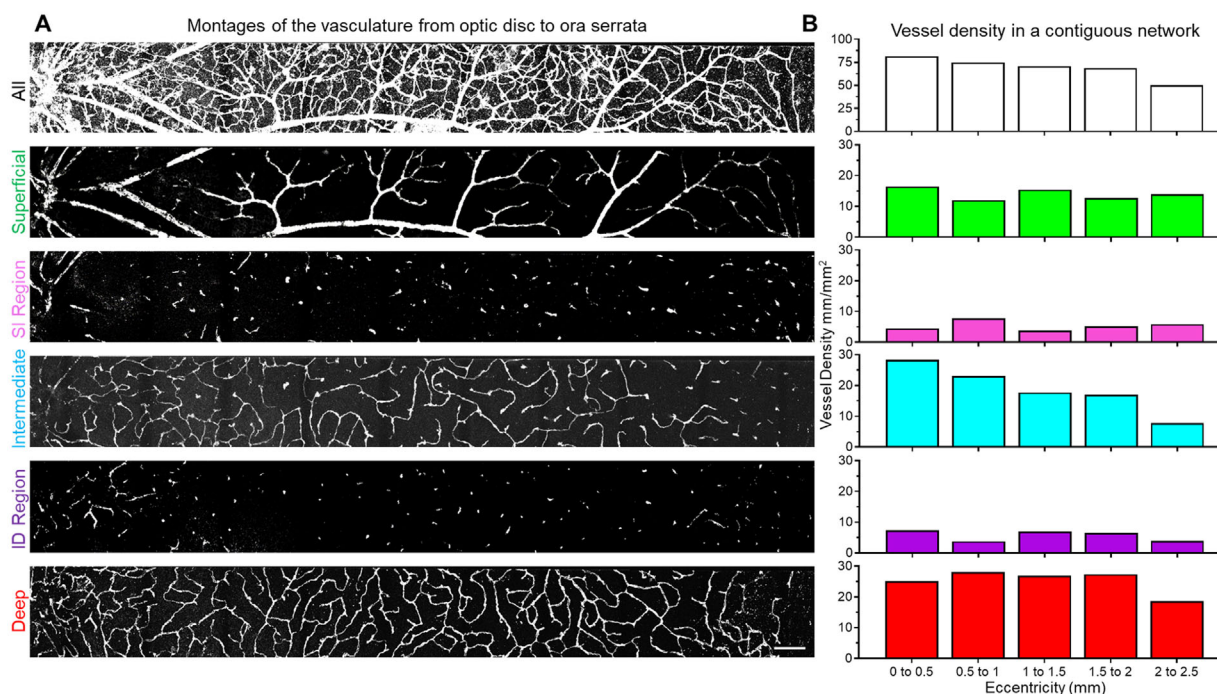 A Montages of the vasculature from optic disc to ora serrata
All
Superficial
SI Region
Intermediate
ID Region
Deep
B Vessel density in a contiguous network
Vessel Density mm/mm²
100
75
50
25
0
30
20
10
0
30
20
10
0
30
20
10
0
30
20
10
0
30
20
10
0
0 to 0.5 0.5 to 1 1 to 1.5 1.5 to 2 2 to 2.5
Eccentricity (mm)